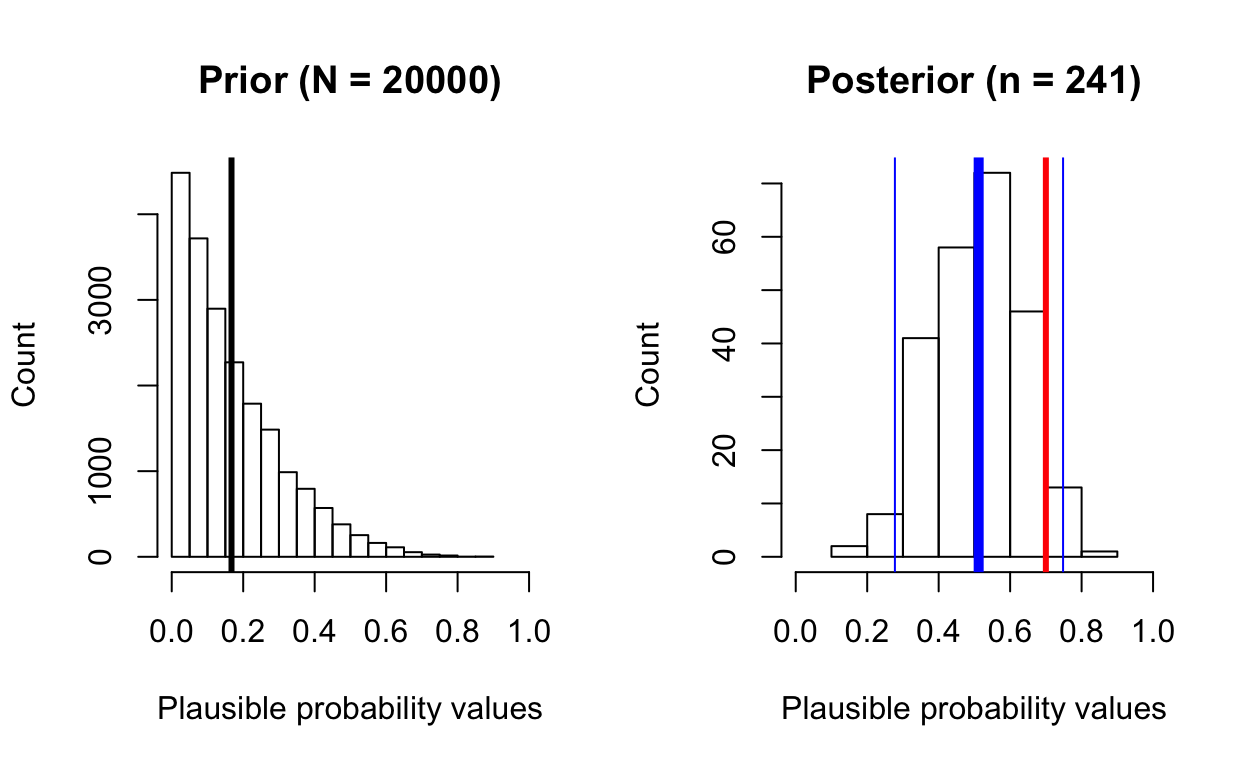 Prior (N = 20000)
Count
0
1000
3000
0.0 0.2 0.4 0.6 0.8 1.0
Plausible probability values
Posterior (n = 241)
Count
0
20
40
60
0.0 0.2 0.4 0.6 0.8 1.0
Plausible probability values